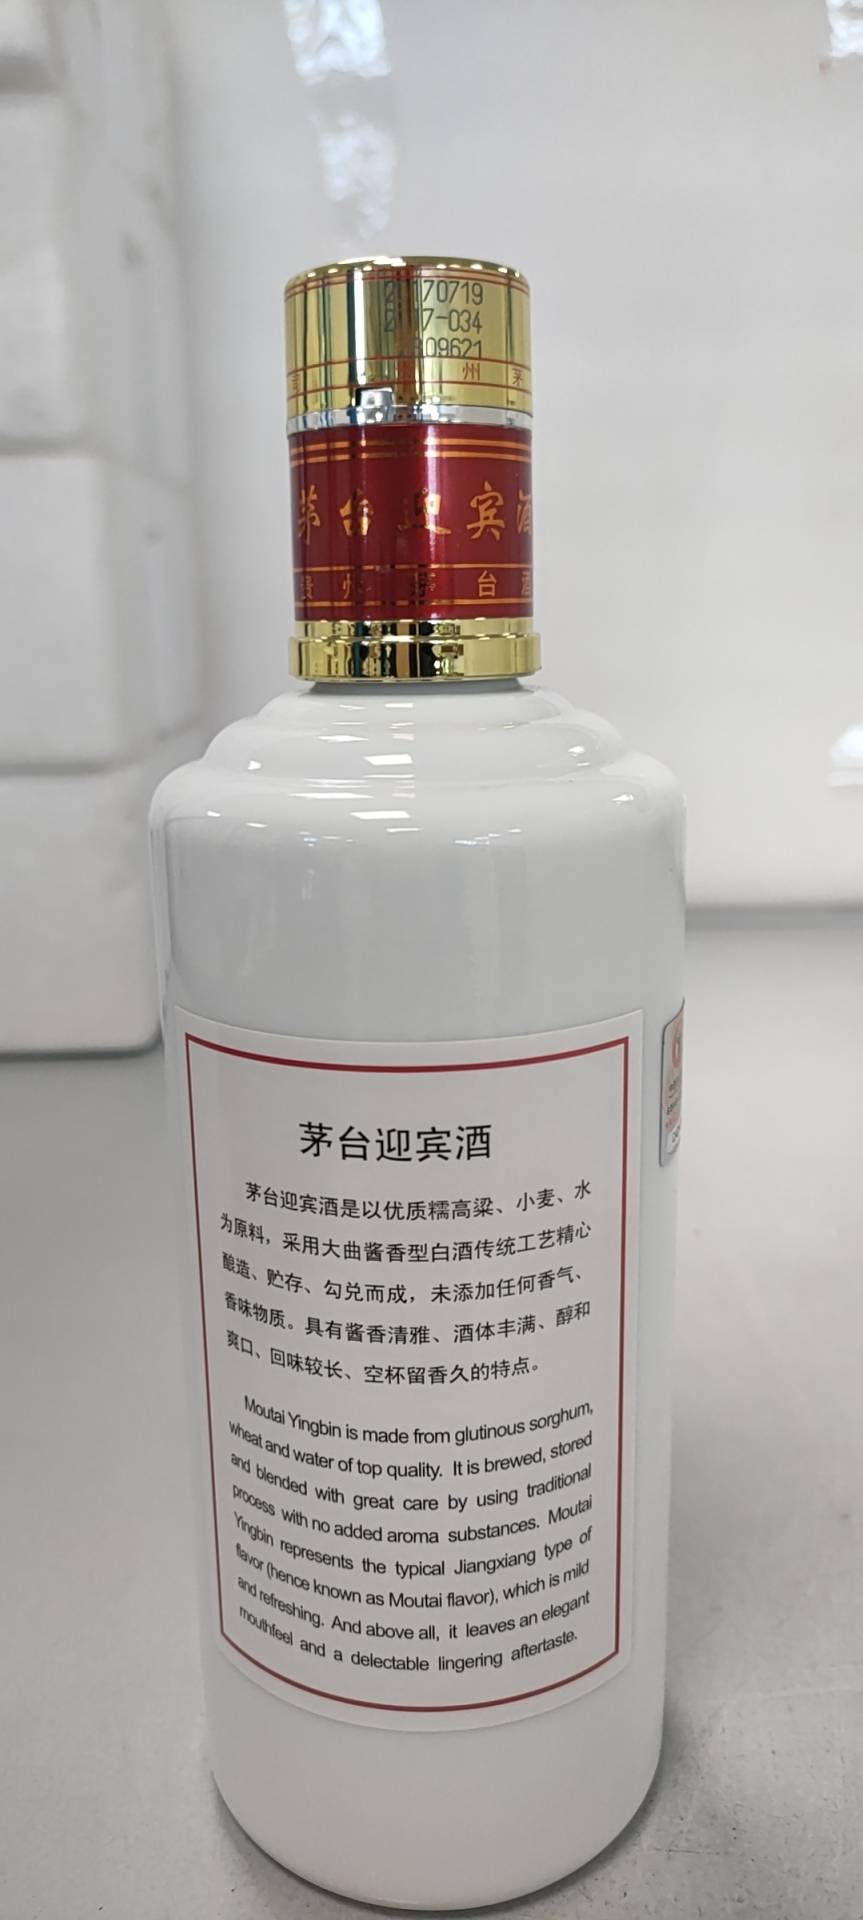 20170719
2017-034
州 茅
茅台迎宾酒
贵州茅台酒
茅台迎宾酒
茅台迎宾酒是以优质糯高粱、小麦、水
为原料，采用大曲酱香型白酒传统工艺精心
酿造、贮存、勾兑而成，未添加任何香气、
香味物质。具有酱香清雅、酒体丰满、醇和
爽口、回味较长、空杯留香久的特点。
Moutai Yingbin is made from glutinous sorghum,
wheat and water of top quality. It is brewed, stored
and blended with great care by using traditional
process with no added aroma substances. Moutai
Yingbin represents the typical Jiangxiang type of
flavor (hence known as Moutai flavor), which is mild
and refreshing. And above all, it leaves an elegant
mouthfeel and a delectable lingering aftertaste.